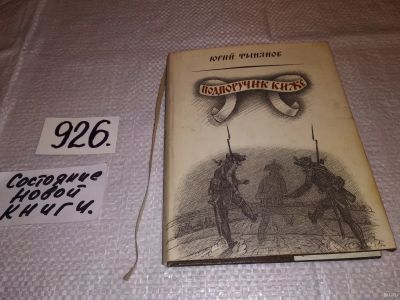 ЮРИЙ ТЫНЯНОВ
ПОДПОРУЧИК КИЖЕ
926.
Состояние
новой
книги.